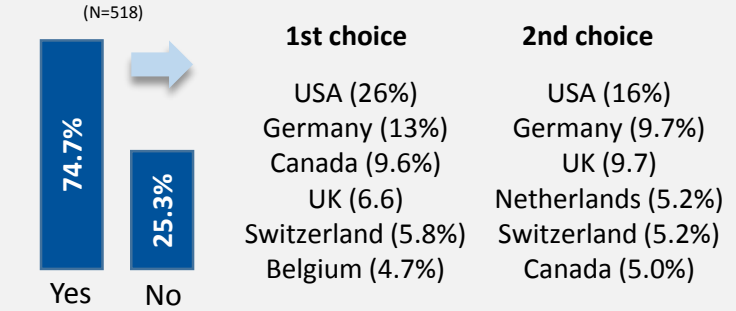 (N=518)
74.7%
25.3%
Yes
No
1st choice
USA (26%)
Germany (13%)
Canada (9.6%)
UK (6.6)
Switzerland (5.8%)
Belgium (4.7%)
2nd choice
USA (16%)
Germany (9.7%)
UK (9.7)
Netherlands (5.2%)
Switzerland (5.2%)
Canada (5.0%)